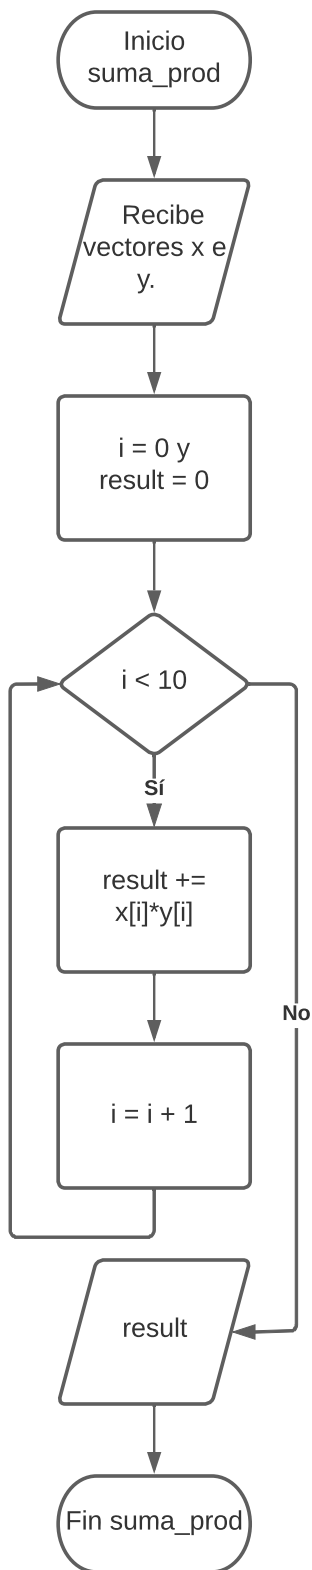 Inicio
suma_prod
Recibe
vectores x e
y.
i = 0 y
result = 0
i < 10
Sí
result +=
x[i]*y[i]
No
i = i + 1
result
Fin suma_prod